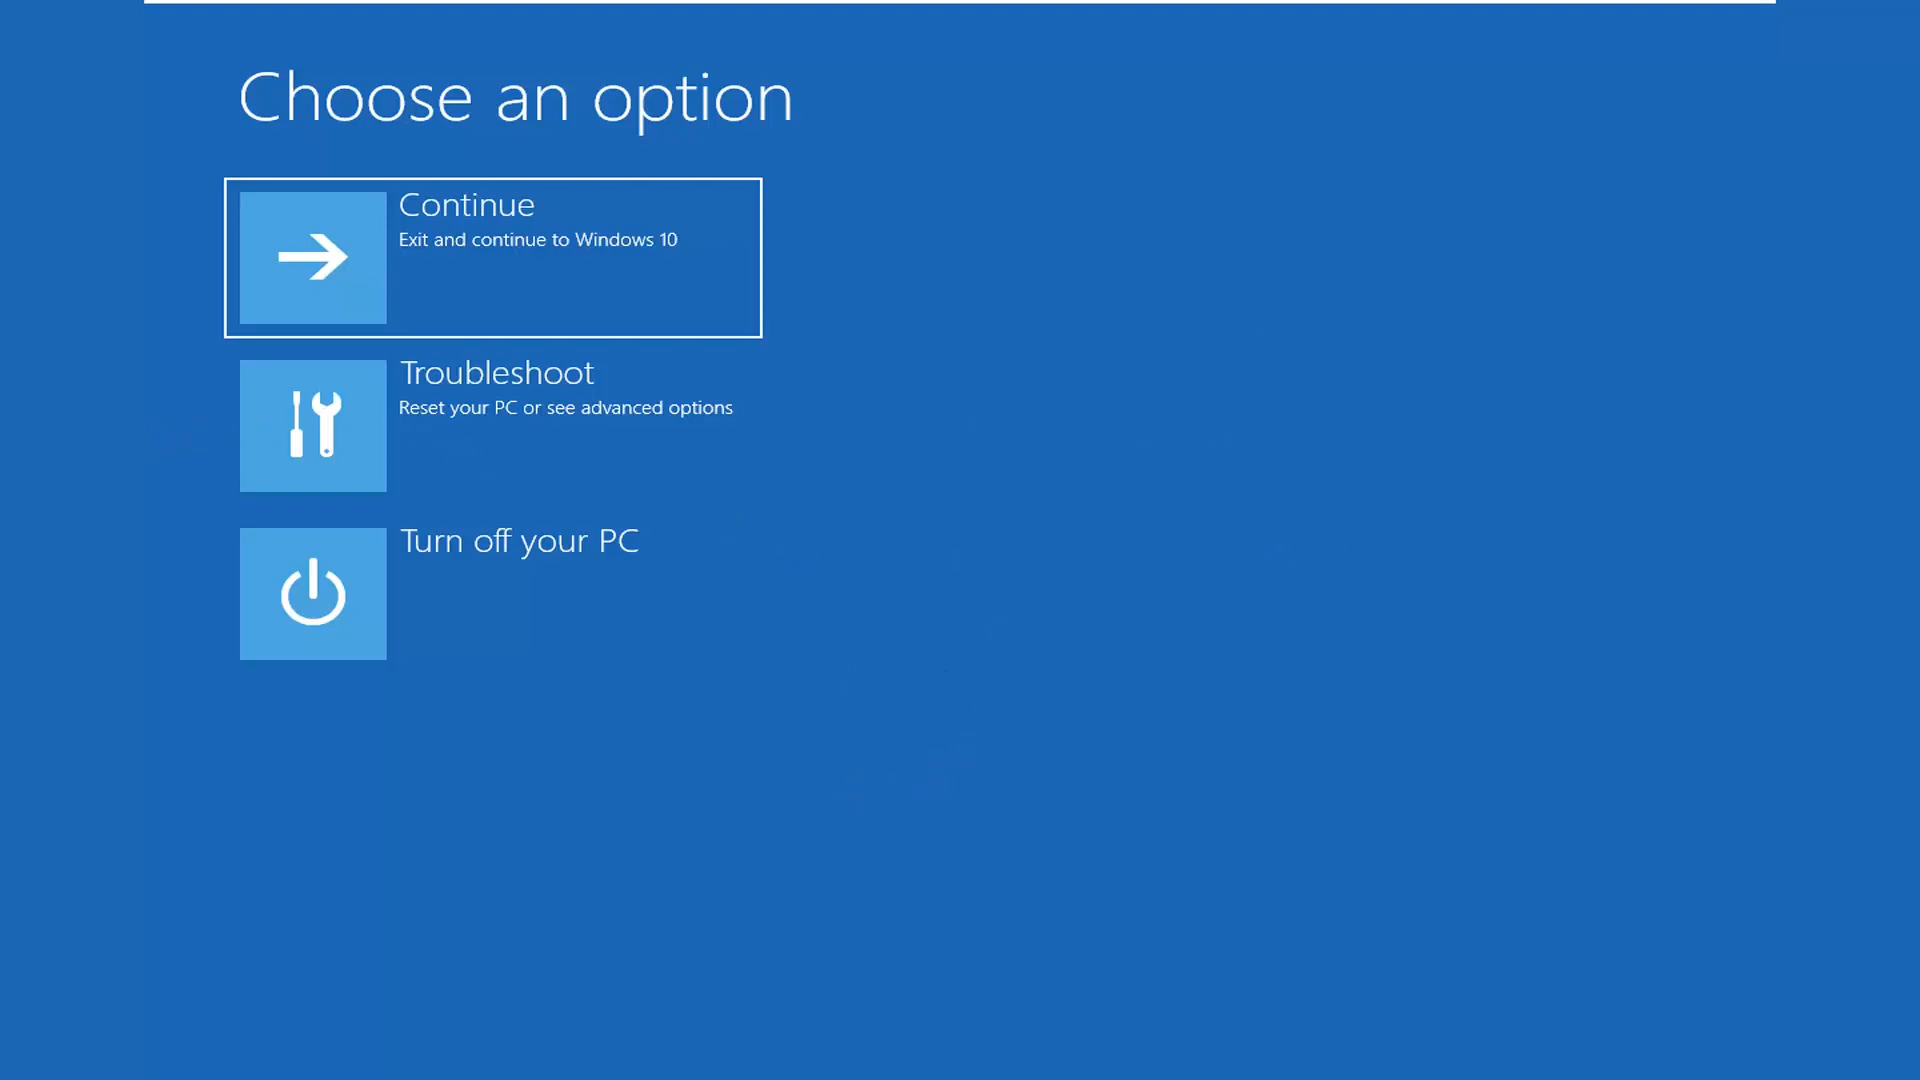 Choose an option
Continue
Exit and continue to Windows 10
Troubleshoot
Reset your PC or see advanced options
Turn off your PC